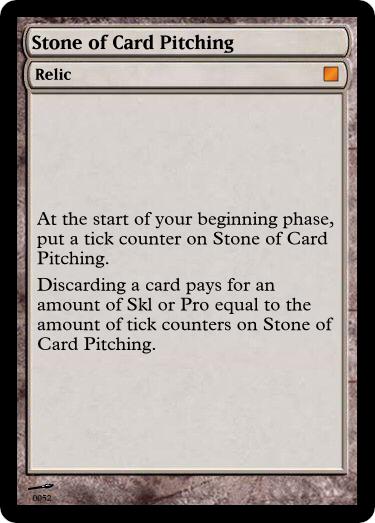 Stone of Card Pitching
Relic
At the start of your beginning phase,
put a tick counter on Stone of Card
Pitching.
Discarding a card pays for an
amount of Skl or Pro equal to the
amount of tick counters on Stone of
Card Pitching.
0052